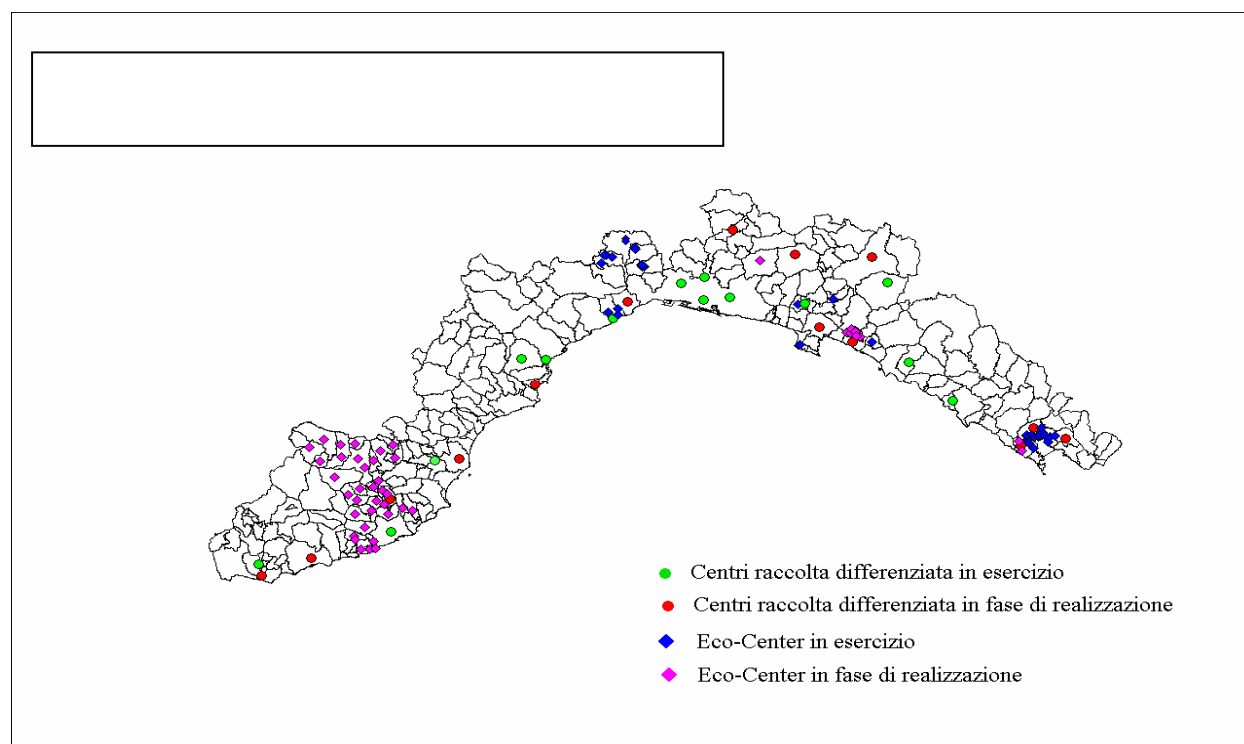 Centri raccolta differenziata in esercizio
Centri raccolta differenziata in fase di realizzazione
Eco-Center in esercizio
Eco-Center in fase di realizzazione